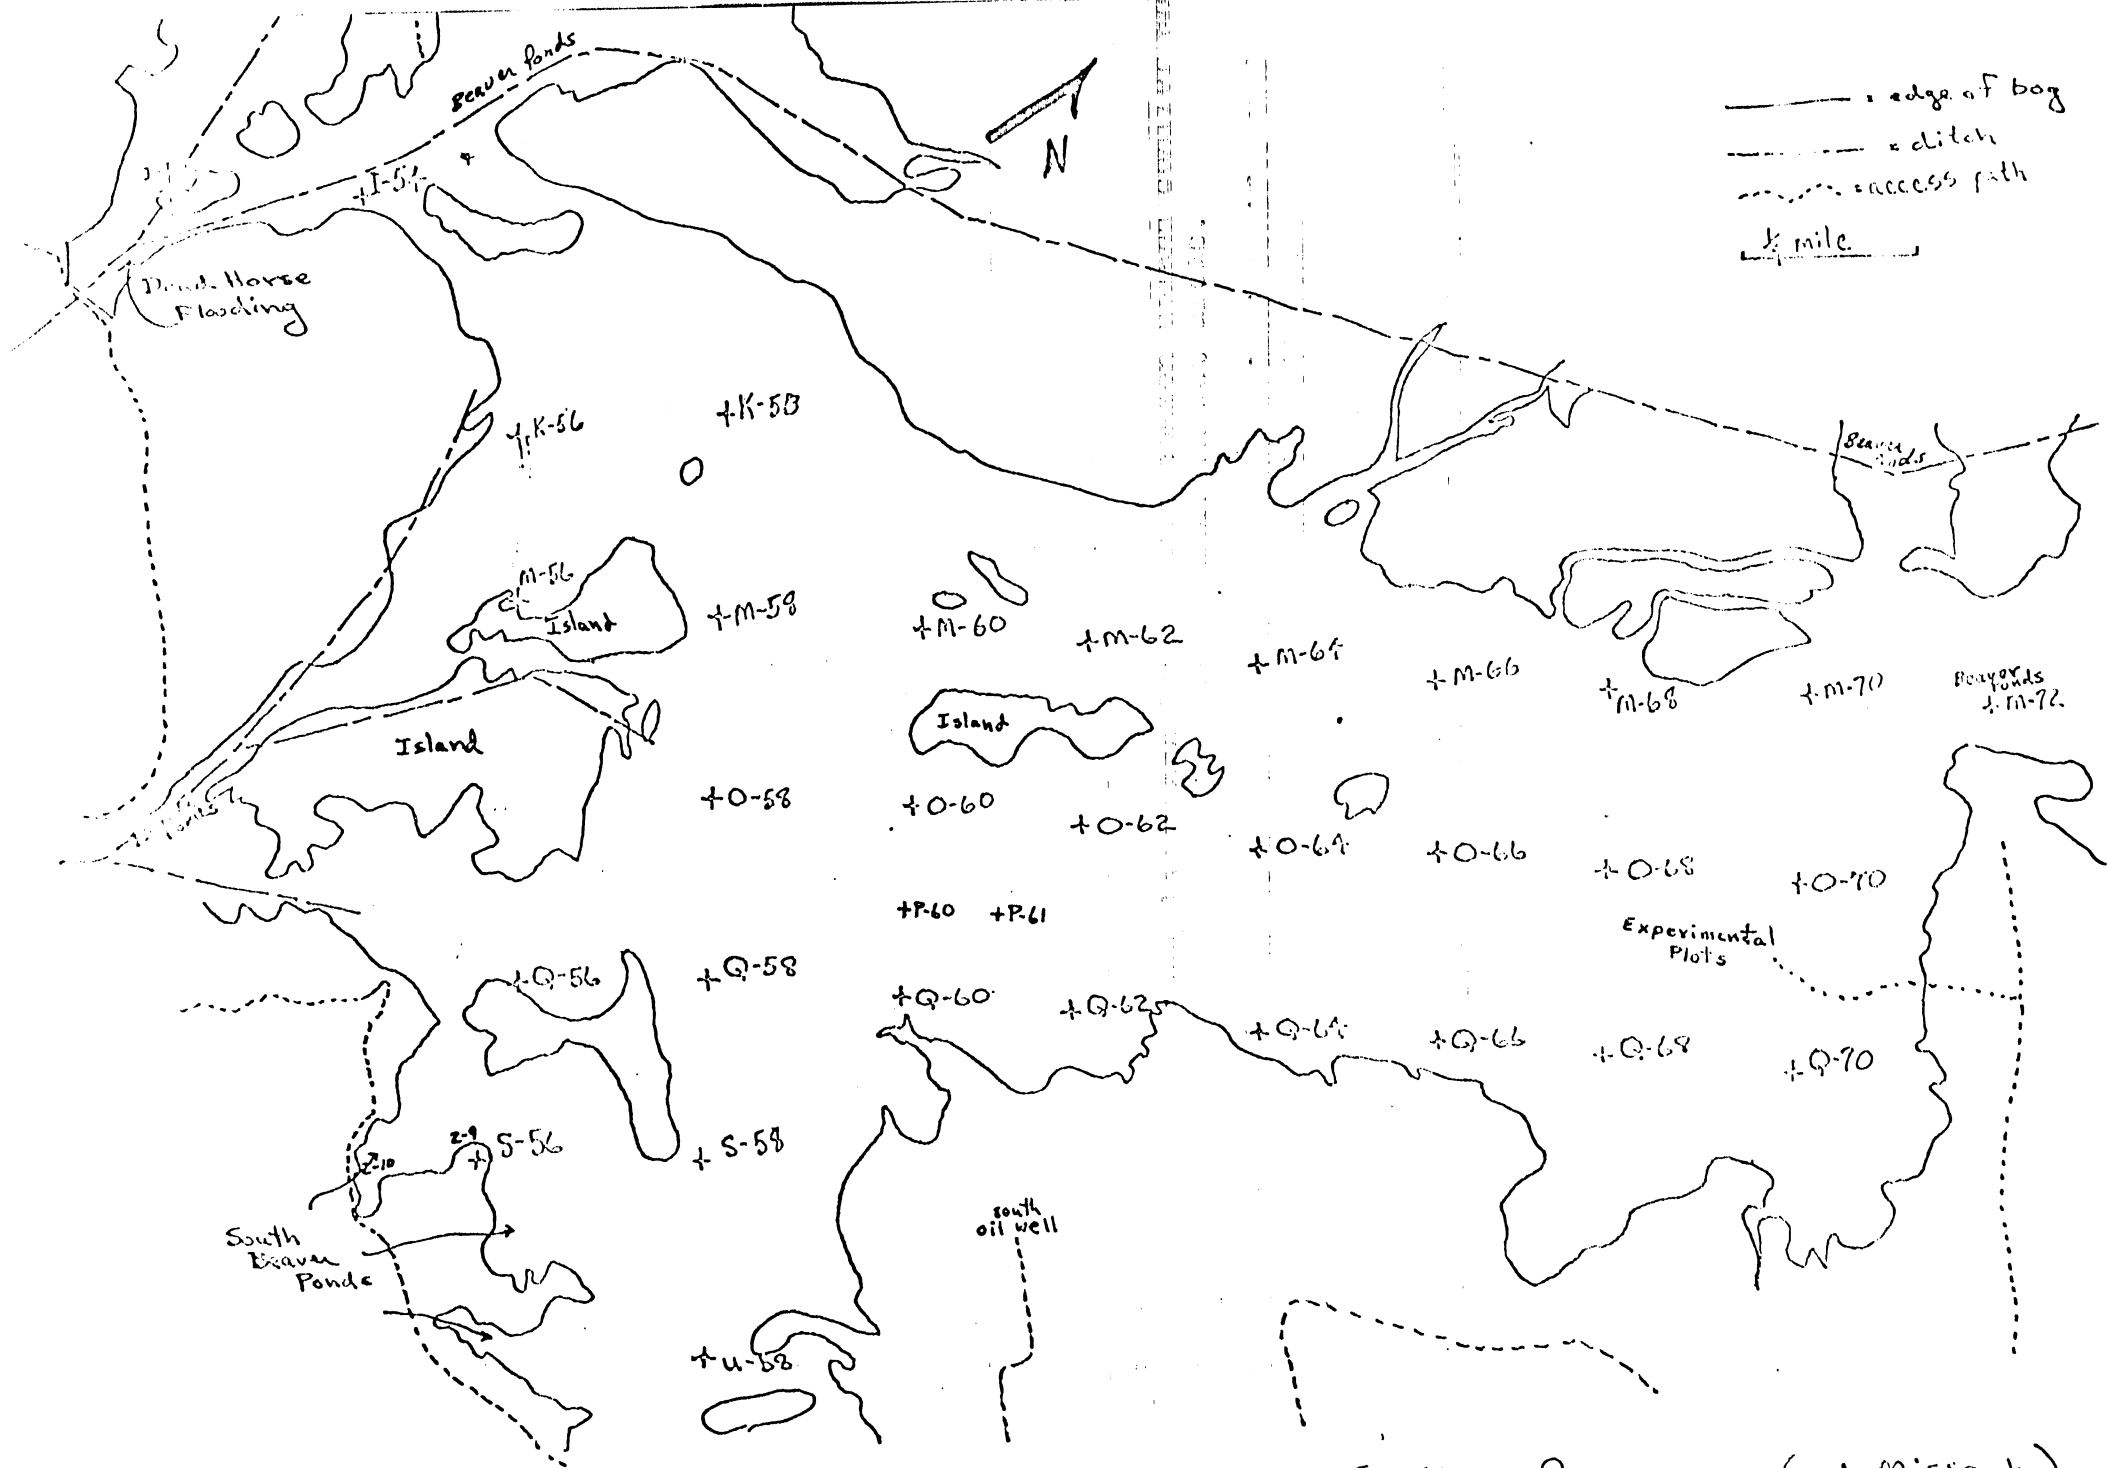 Beaver Ponds
N
= edge of bog
= ditch
= access path
1/4 mile
I-54
Dead Horse
Flooding
K-56
K-58
Beaver
M-56
Island
M-58
M-60
M-62
M-64
M-66
M-68
M-70
Beaver
Ponds
M-72
Island
Island
O-58
O-60
O-62
O-64
O-66
O-68
O-70
P-60
P-61
Experimental
Plots
Q-56
Q-58
Q-60
Q-62
Q-64
Q-66
Q-68
Q-70
Z-9
S-56
S-58
Z-10
South
Beaver
Ponds
south
oil well
U-58